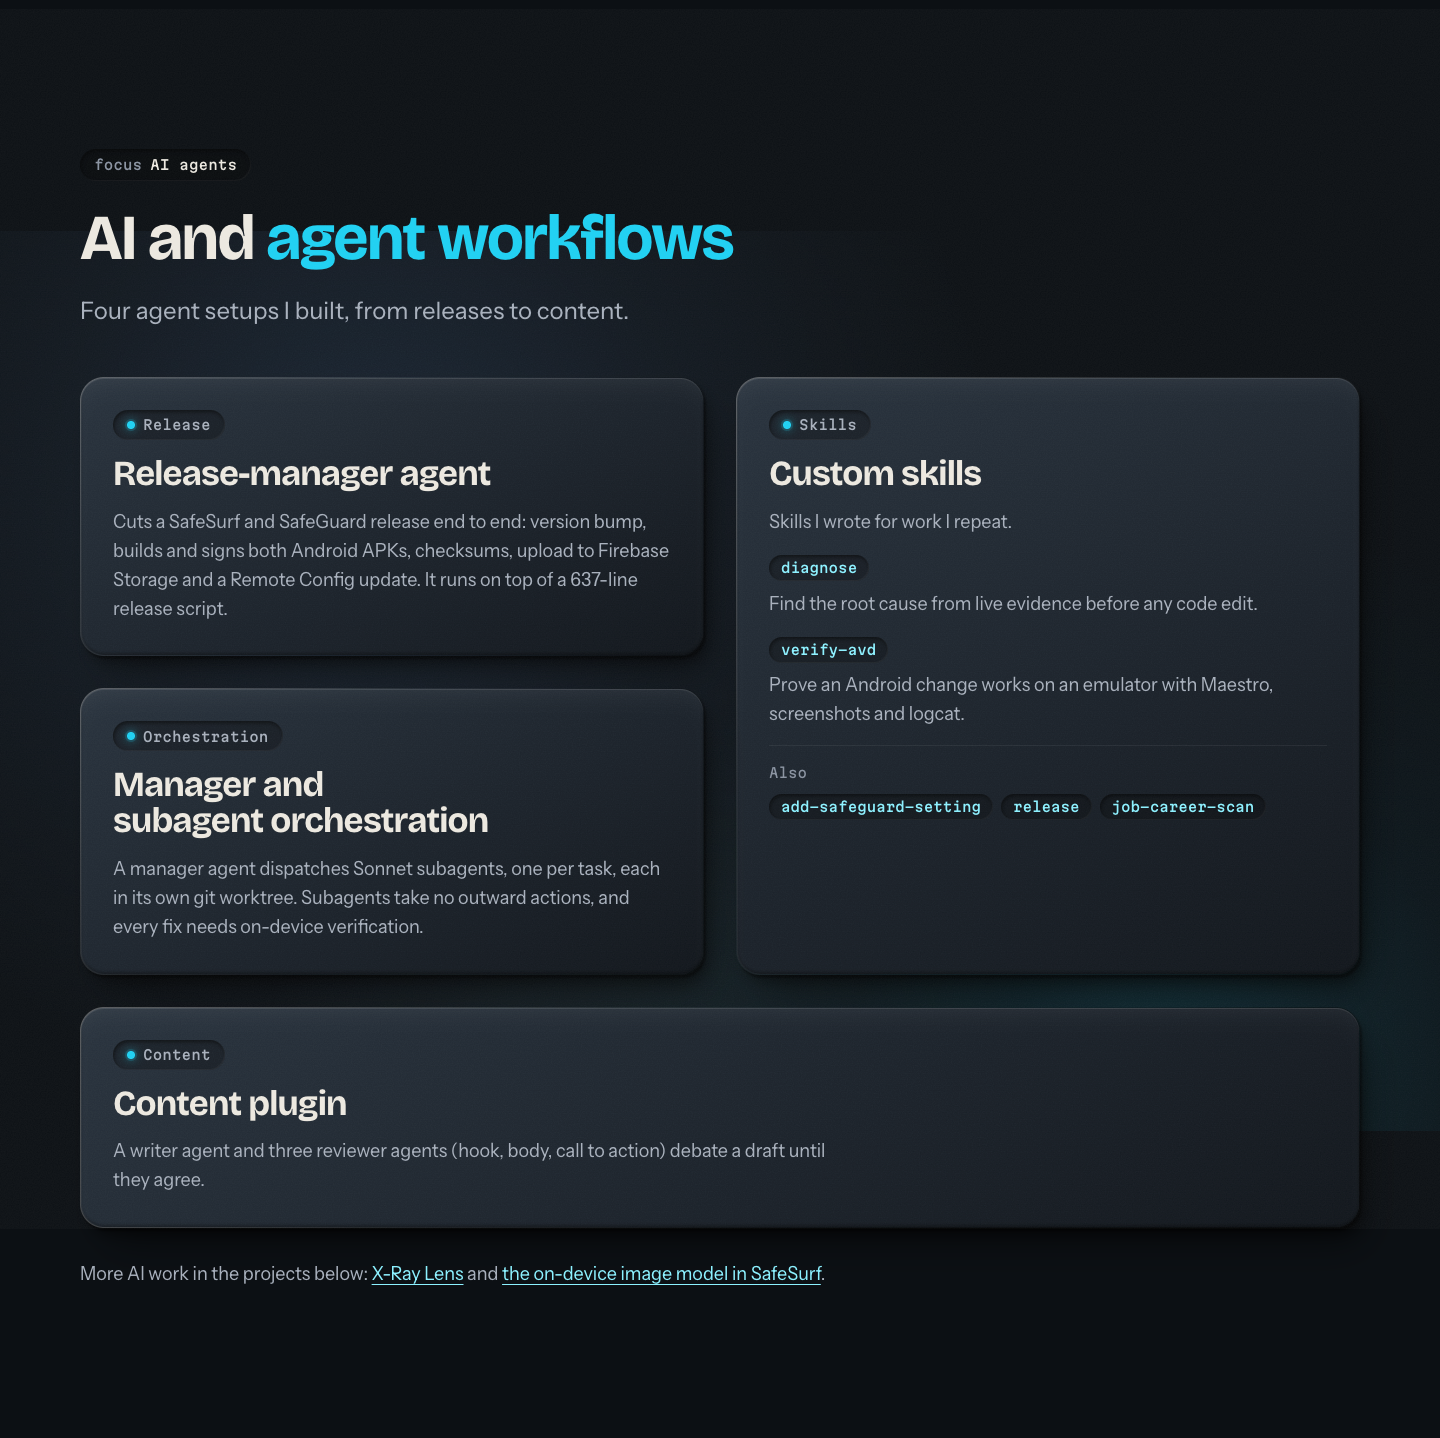 focus AI agents
AI and agent workflows
Four agent setups I built, from releases to content.
Release
Release-manager agent
Cuts a SafeSurf and SafeGuard release end to end: version bump,
builds and signs both Android APKs, checksums, upload to Firebase
Storage and a Remote Config update. It runs on top of a 637-line
release script.
Orchestration
Manager and
subagent orchestration
A manager agent dispatches Sonnet subagents, one per task, each
in its own git worktree. Subagents take no outward actions, and
every fix needs on-device verification.
Skills
Custom skills
Skills I wrote for work I repeat.
diagnose
Find the root cause from live evidence before any code edit.
verify-avd
Prove an Android change works on an emulator with Maestro,
screenshots and logcat.
Also
add-safeguard-setting release job-career-scan
Content
Content plugin
A writer agent and three reviewer agents (hook, body, call to action) debate a draft until
they agree.
More AI work in the projects below: X-Ray Lens and the on-device image model in SafeSurf.